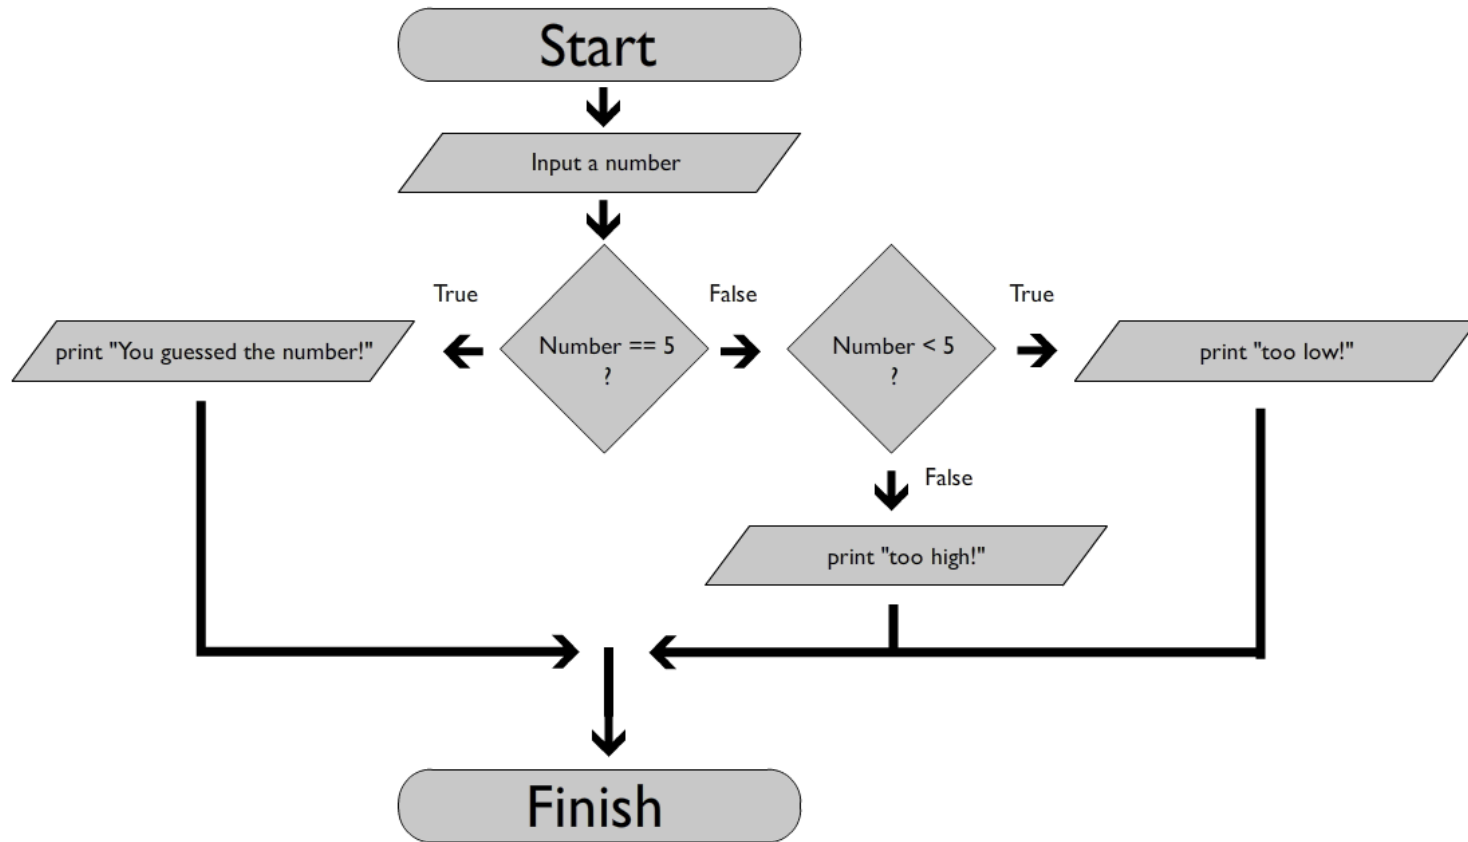 Start
Input a number
True
False
True
print "You guessed the number!"
Number == 5
?
Number < 5
?
print "too low!"
False
print "too high!"
Finish